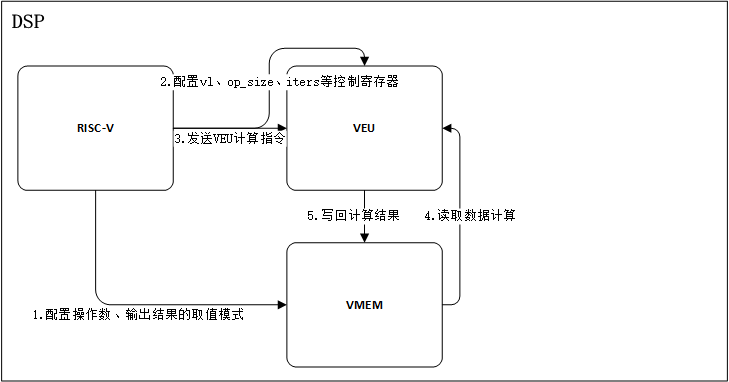 DSP
2.配置vl、op_size、iters等控制寄存器
RISC-V
VEU
3.发送VEU计算指令
5.写回计算结果
4.读取数据计算
1.配置操作数、输出结果的取值模式
VMEM